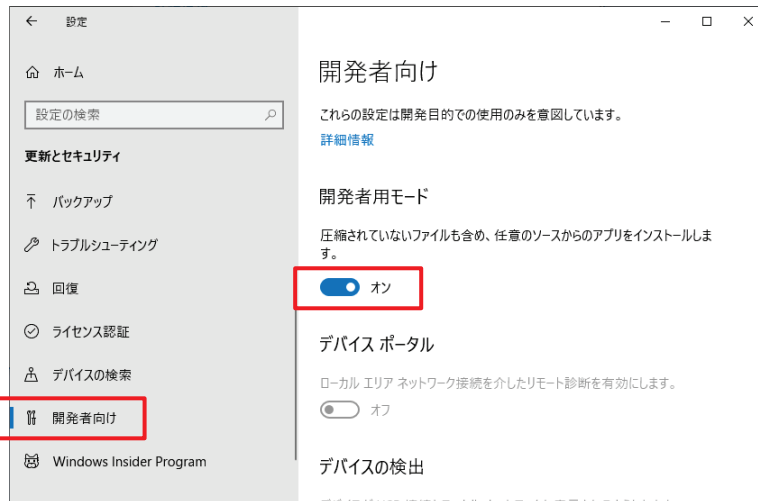 設定
ホーム
設定の検索
更新とセキュリティ
バックアップ
トラブルシューティング
回復
ライセンス認証
デバイスの検索
開発者向け
Windows Insider Program
開発者向け
これらの設定は開発目的での使用のみを意図しています。
詳細情報
開発者用モード
圧縮されていないファイルも含め、任意のソースからのアプリをインストールしま
す。
オン
デバイス ポータル
ローカル エリア ネットワーク接続を介したリモート診断を有効にします。
オフ
デバイスの検出